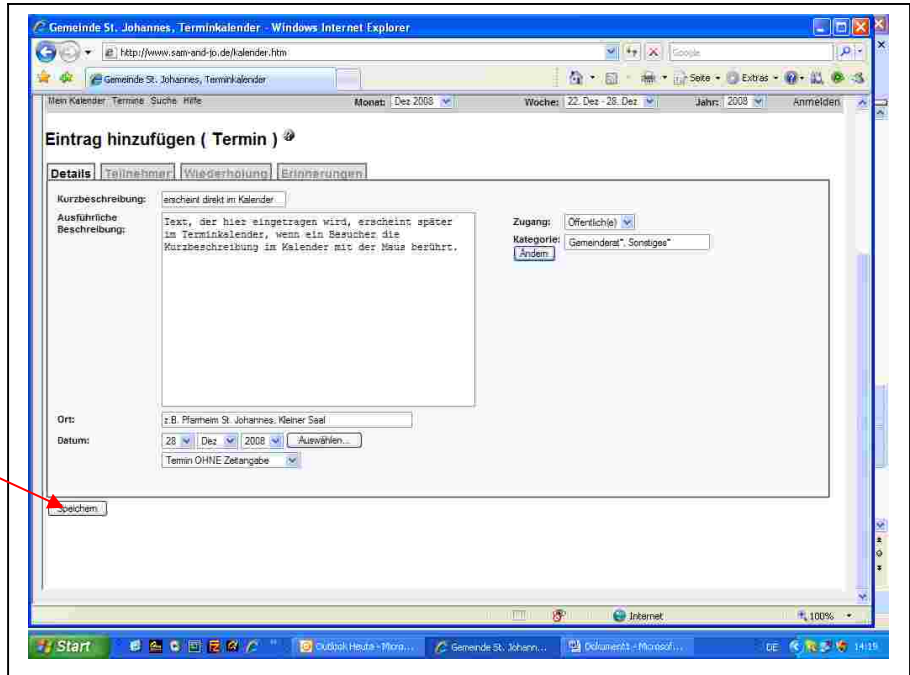 Gemeinde St. Johannes, Terminkalender - Windows Internet Explorer
http://www.sam-and-jo.de/kalender.htm
Google
Gemeinde St. Johannes, Terminkalender
Seite Extras
Mein Kalender Termine Suche Hilfe Monat: Dez 2008 Woche: 22. Dez - 28. Dez Jahr: 2008 Anmelden
Eintrag hinzufügen ( Termin )
Details Teilnehmer Wiederholung Erinnerungen
Kurzbeschreibung: erscheint direkt im Kalender
Ausführliche
Beschreibung:
Text, der hier eingetragen wird, erscheint später
im Terminkalender, wenn ein Besucher die
Kurzbeschreibung im Kalender mit der Maus berührt.
Zugang: Öffentlich(e)
Kategorie: Gemeinderat*, Sonstiges*
Ändern
Ort: z.B. Pfarrheim St. Johannes, Kleiner Saal
Datum: 28 Dez 2008 Auswählen...
Termin OHNE Zeitangabe
Speichern
Internet 100%
Start Outlook Heute - Micro... Gemeinde St. Johann... Dokument1 - Microsof... DE 14:19